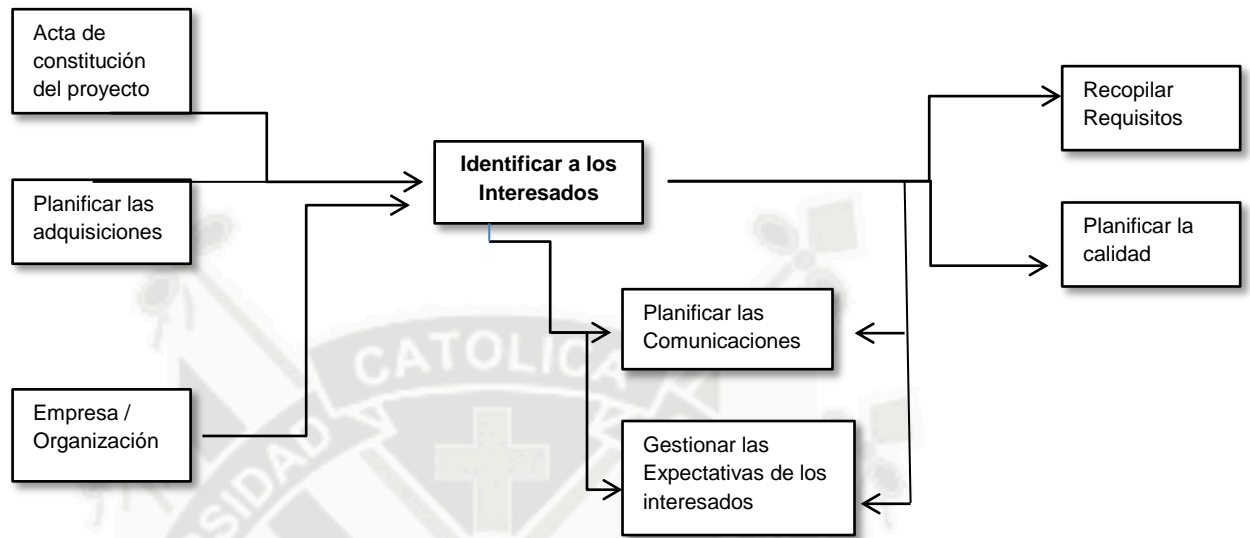 Acta de
constitución
del proyecto
Planificar las
adquisiciones
Empresa /
Organización
Identificar a los
Interesados
Planificar las
Comunicaciones
Gestionar las
Expectativas de los
interesados
Recopilar
Requisitos
Planificar la
calidad
CATOLICA